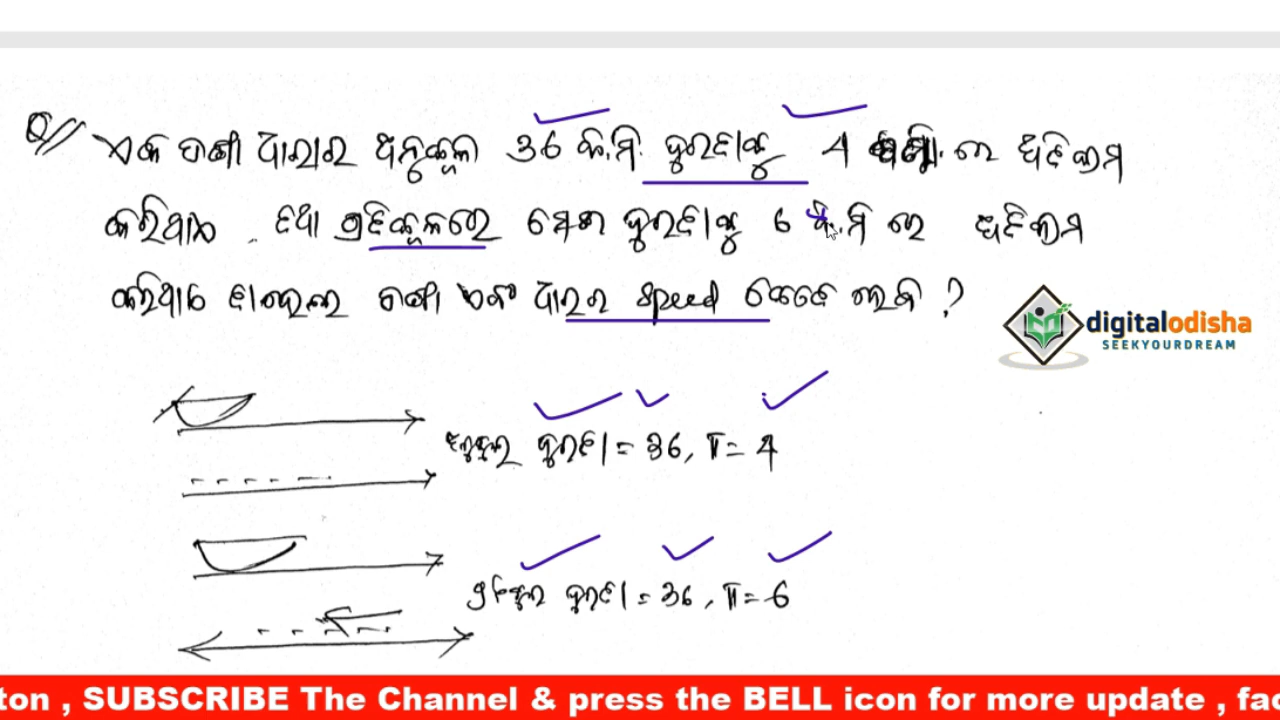 Q// ଏକ ଡଙ୍ଗା ଧାରାର ଅନୁକୂଳ 36 କି.ମି. ଦୁରତାକୁ 4 ରେ ଅତିକ୍ରମ
କରିଥାଏ . ତଥା ପ୍ରତିକୂଳରେ ସେହି ଦୁରତାକୁ 6 କି.ମି ରେ ଅତିକ୍ରମ
କରିଥାଏ ତାହେଲେ ଡଙ୍ଗା ଏବଂ ଧାରାର speed କେତେ ହେବ ?
digitalodisha
SEEKYOURDREAM
ଅନୁକୂଳ ଦୁରତା = 36, T = 4
ପ୍ରତିକୂଳ ଦୁରତା = 36, T = 6
ton , SUBSCRIBE The Channel & press the BELL icon for more update , fac